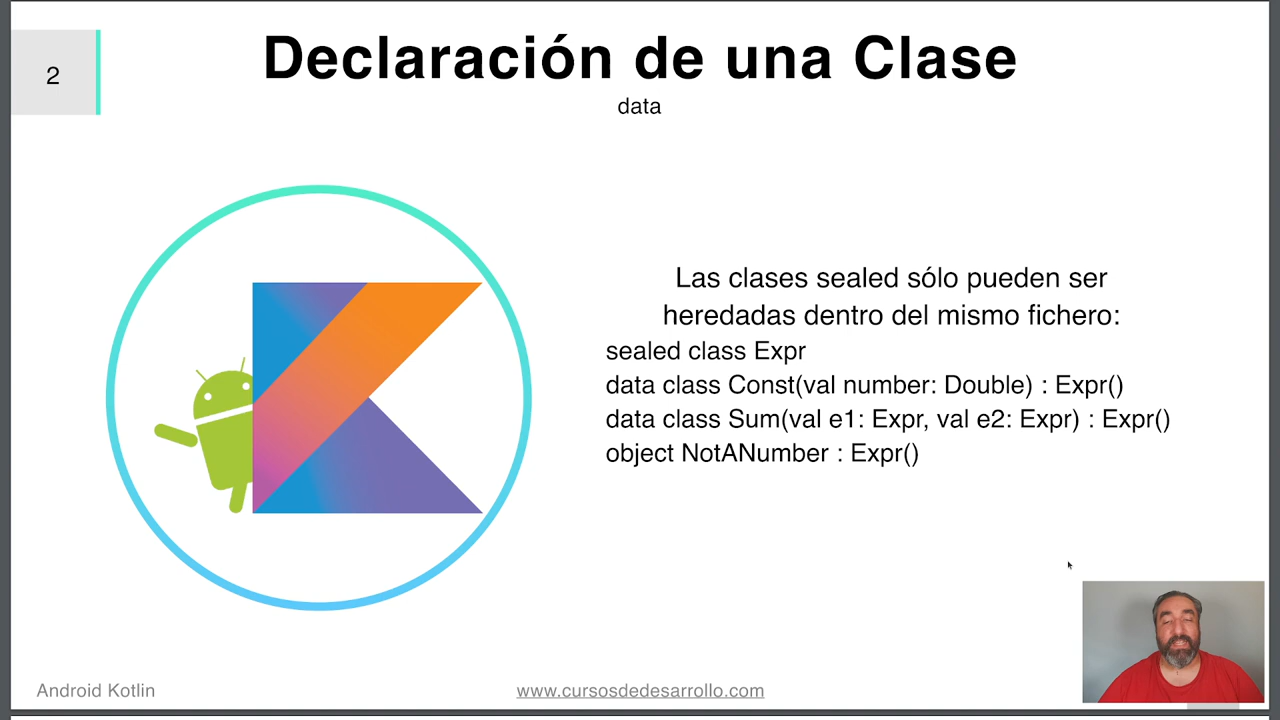 2
Declaración de una Clase
data
Las clases sealed sólo pueden ser
heredadas dentro del mismo fichero:
sealed class Expr
data class Const(val number: Double) : Expr()
data class Sum(val e1: Expr, val e2: Expr) : Expr()
object NotANumber : Expr()
Android Kotlin
www.cursosdedesarrollo.com